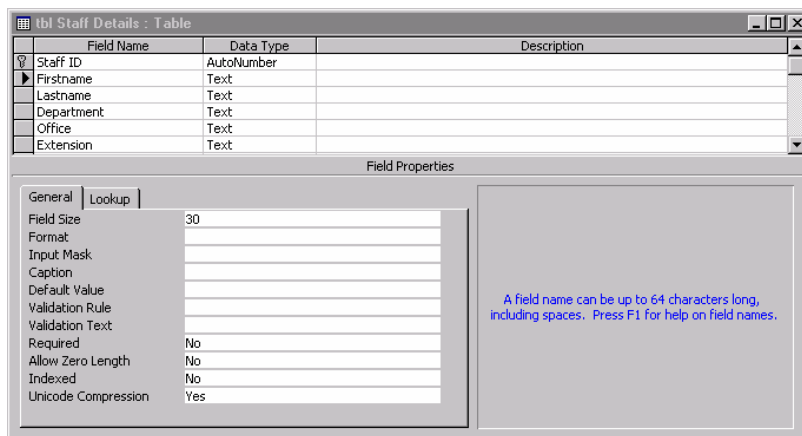 tbl Staff Details : Table
Field Name Data Type Description
Staff ID AutoNumber
Firstname Text
Lastname Text
Department Text
Office Text
Extension Text
Field Properties
General Lookup
Field Size 30
Format
Input Mask
Caption
Default Value
Validation Rule
Validation Text
Required No
Allow Zero Length No
Indexed No
Unicode Compression Yes
A field name can be up to 64 characters long,
including spaces. Press F1 for help on field names.